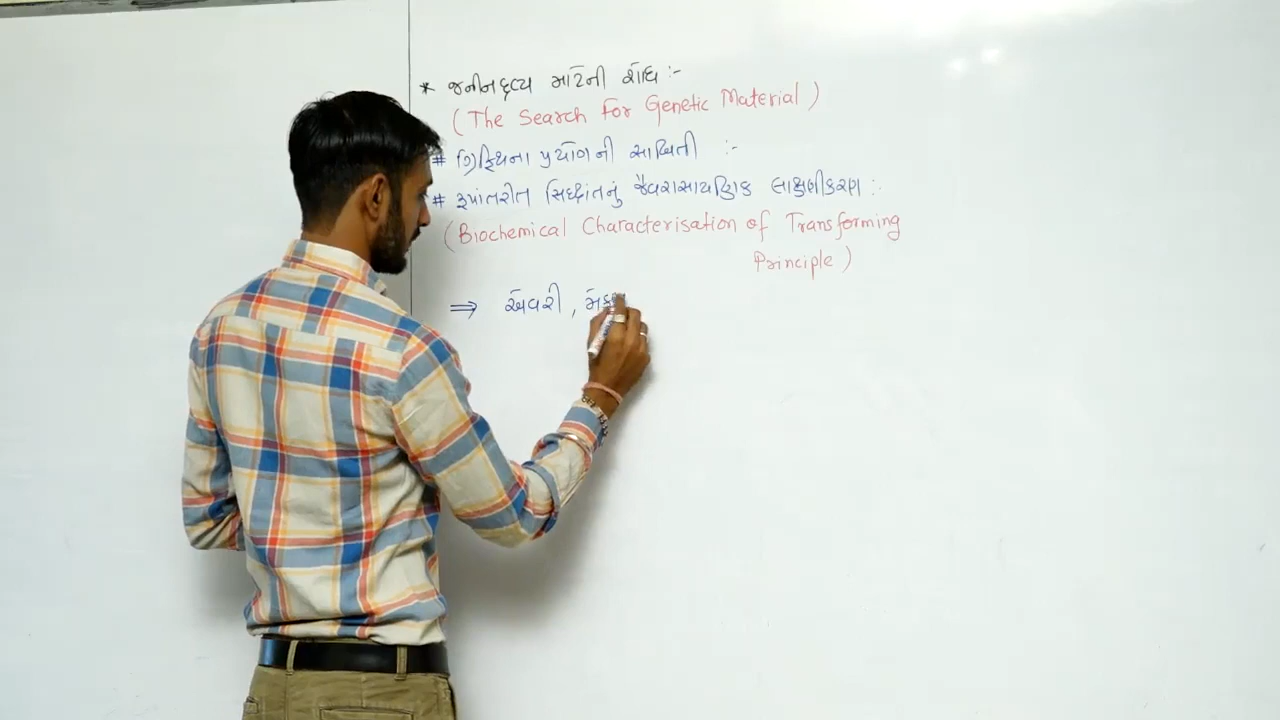 * જનીનદ્રવ્ય માટેની શોધ :-
(The Search For Genetic Material)
# ગ્રિફિથના પ્રયોગની સાખિતી :-
# રૂપાંતરીત સિદ્ધાંતનું જૈવરાસાયણિક લાક્ષણીકરણ :-
(Biochemical Characterisation of Transforming
Principle)
⇒ એવરી,